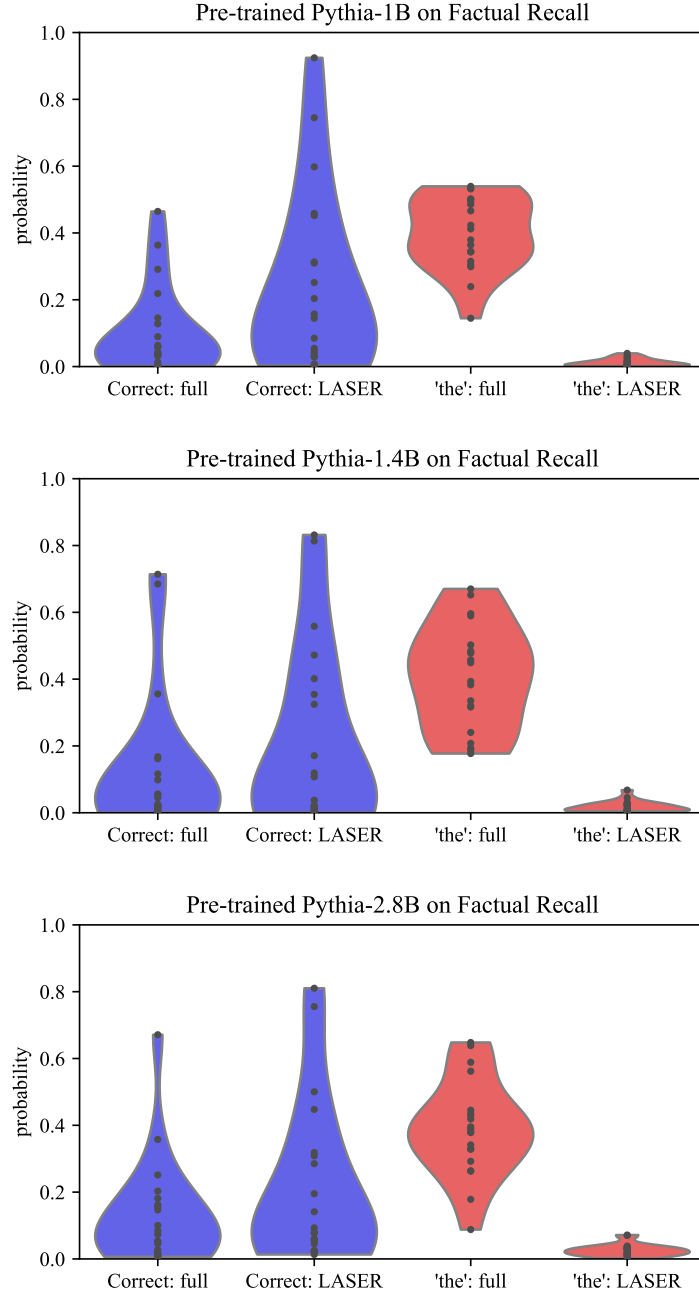 Pre-trained Pythia-1B on Factual Recall
1.0
0.8
0.6
0.4
0.2
0.0
probability
Correct: full
Correct: LASER
'the': full
'the': LASER
Pre-trained Pythia-1.4B on Factual Recall
1.0
0.8
0.6
0.4
0.2
0.0
probability
Correct: full
Correct: LASER
'the': full
'the': LASER
Pre-trained Pythia-2.8B on Factual Recall
1.0
0.8
0.6
0.4
0.2
0.0
probability
Correct: full
Correct: LASER
'the': full
'the': LASER